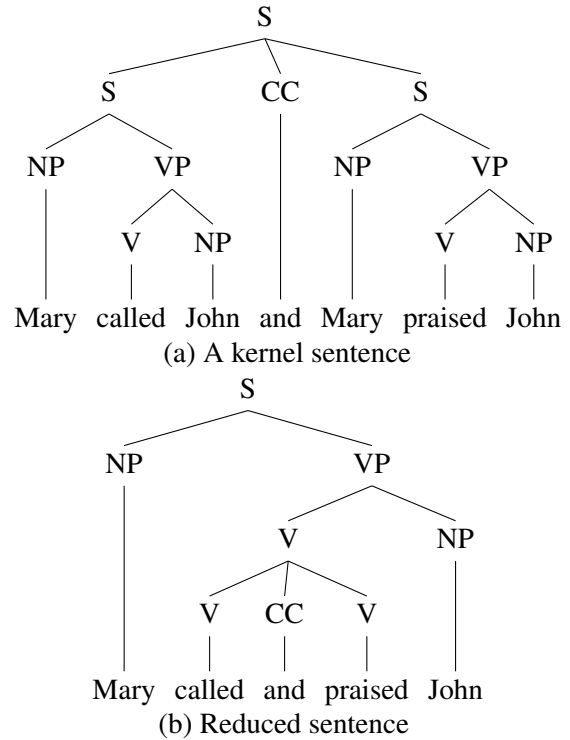 S
S CC S
NP VP NP VP
V NP V NP
Mary called John and Mary praised John
(a) A kernel sentence
S
NP VP
V NP
V CC V
Mary called and praised John
(b) Reduced sentence